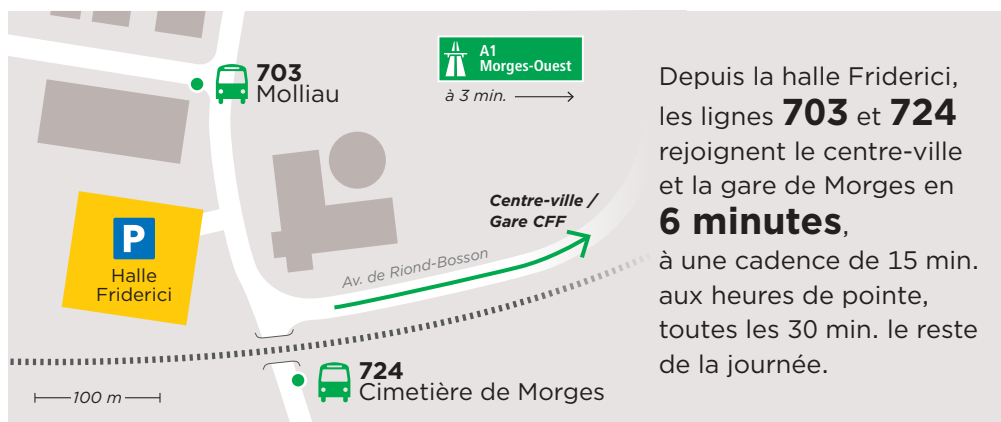 703
Molliau
A1
Morges-Ouest
à 3 min.
Depuis la halle Friderici,
les lignes 703 et 724
rejoignent le centre-ville
et la gare de Morges en
6 minutes,
à une cadence de 15 min.
aux heures de pointe,
toutes les 30 min. le reste
de la journée.
Centre-ville /
Gare CFF
P
Halle
Friderici
Av. de Riond-Bosson
724
Cimetière de Morges
100 m